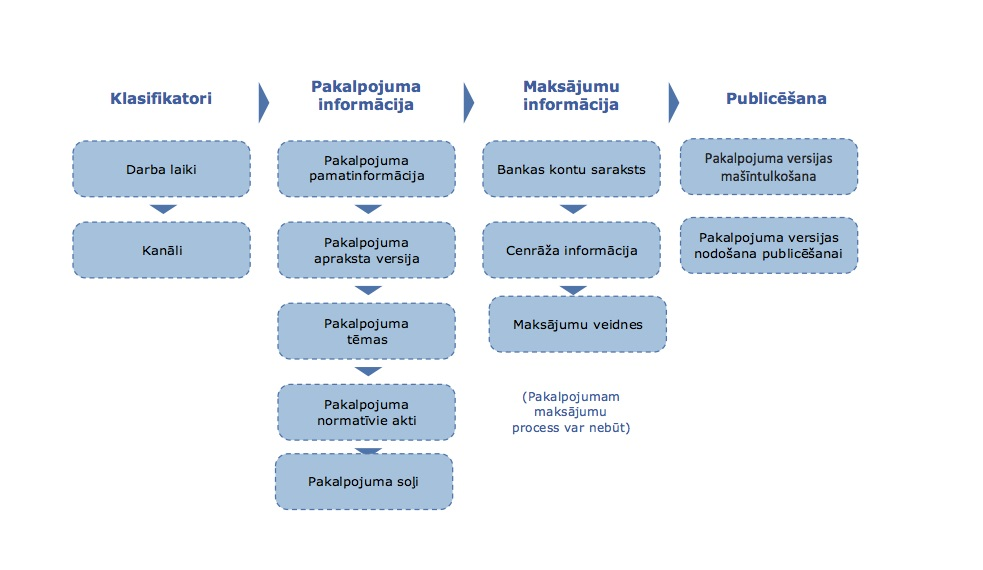 Klasifikatori
Darba laiki
Kanāli
Pakalpojuma
informācija
Pakalpojuma
pamatinformācija
Pakalpojuma
apraksta versija
Pakalpojuma
tēmas
Pakalpojuma
normatīvie akti
Pakalpojuma soļi
Maksājumu
informācija
Bankas kontu saraksts
Cenrāža informācija
Maksājumu veidnes
(Pakalpojumam
maksājumu
process var nebūt)
Publicēšana
Pakalpojuma versijas
mašīntulkošana
Pakalpojuma versijas
nodošana publicēšanai